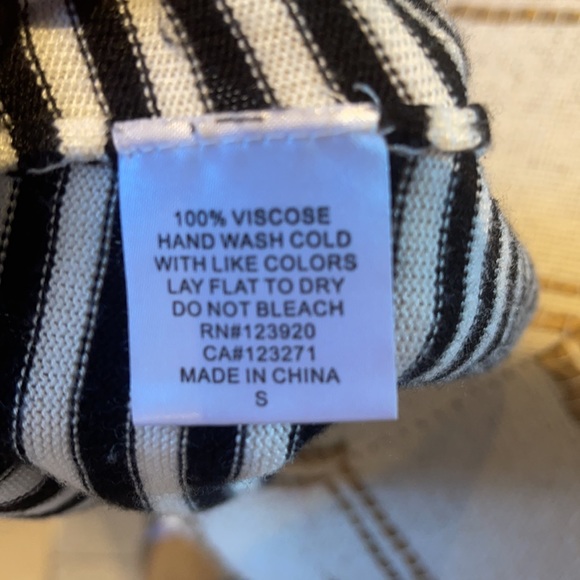 100% VISCOSE
HAND WASH COLD
WITH LIKE COLORS
LAY FLAT TO DRY
DO NOT BLEACH
RN#123920
CA#123271
MADE IN CHINA
S